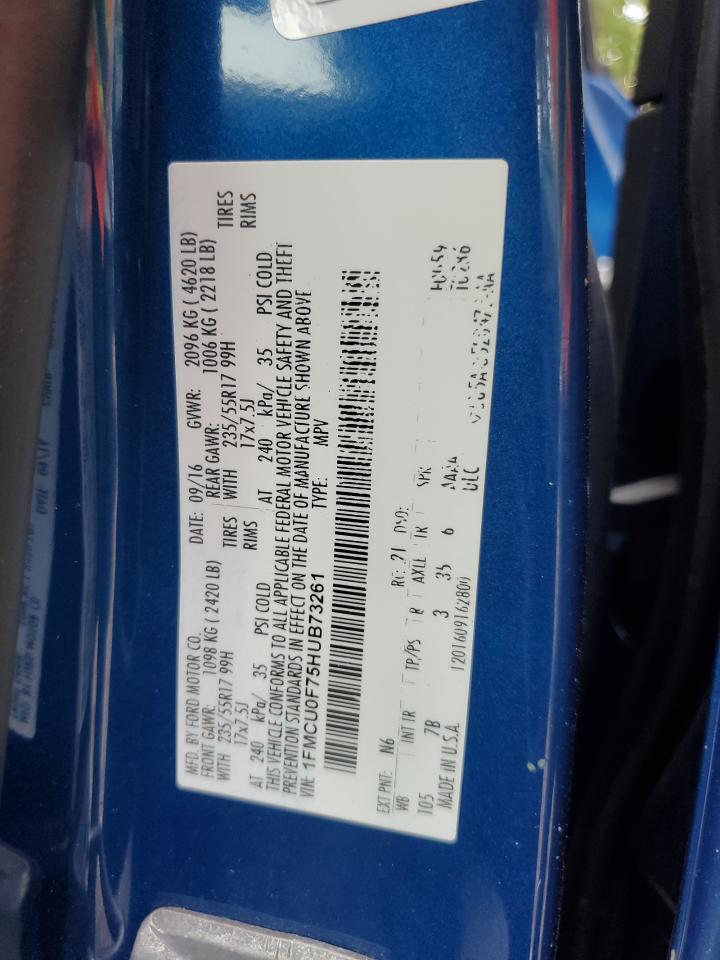 MFD. BY FORD MOTOR CO.
DATE: 09/16 GVWR: 2096 KG ( 4620 LB)
FRONT GAWR: 1098 KG ( 2420 LB)
REAR GAWR: 1006 KG ( 2218 LB)
WITH 235/55R17 99H TIRES
WITH 235/55R17 99H TIRES
17x7.5J RIMS
17x7.5J RIMS
AT 240 kPa/ 35 PSI COLD
AT 240 kPa/ 35 PSI COLD
THIS VEHICLE CONFORMS TO ALL APPLICABLE FEDERAL MOTOR VEHICLE SAFETY AND THEFT
PREVENTION STANDARDS IN EFFECT ON THE DATE OF MANUFACTURE SHOWN ABOVE
VIN: 1FMCU0F75HUB73261 TYPE: MPV
EXT PNT: N6 RC: 21 DSO:
WB INT TR TP/PS R AXLE TR SPR
105 7B 3 35 6
MADE IN U.S.A.